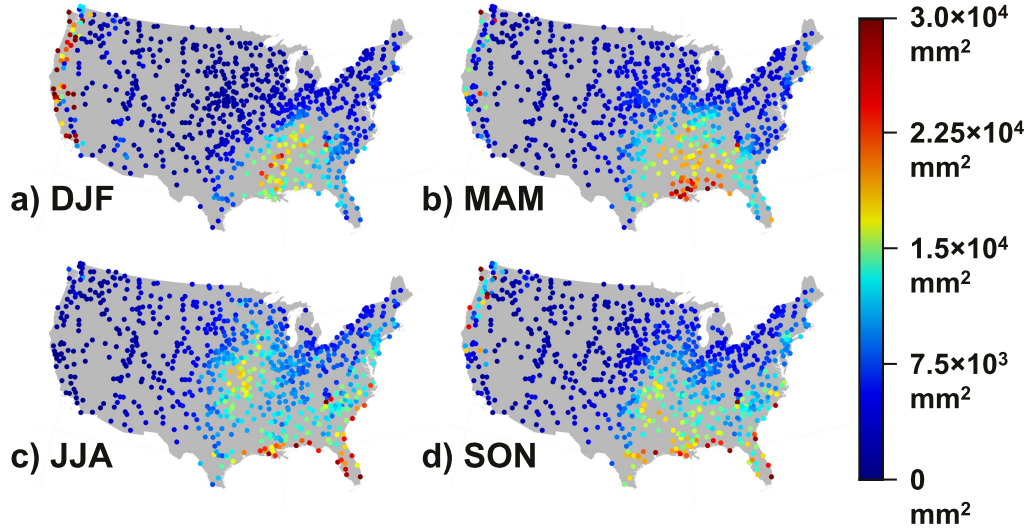 a) DJF
b) MAM
c) JJA
d) SON
3.0×10⁴
mm²
2.25×10⁴
mm²
1.5×10⁴
mm²
7.5×10³
mm²
0
mm²